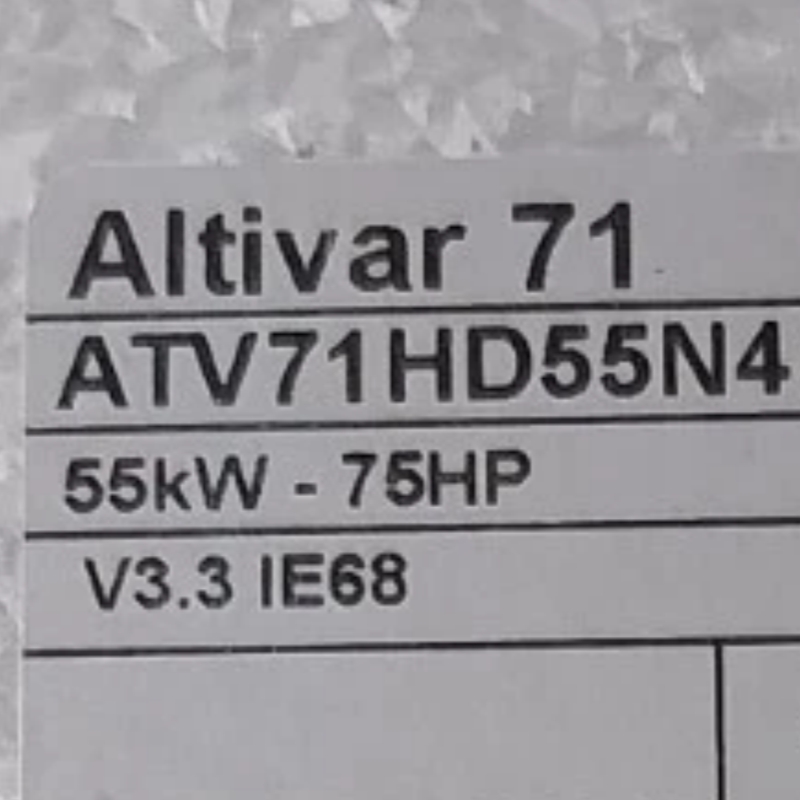 Altivar 71
ATV71HD55N4
55kW - 75HP
V3.3 IE68